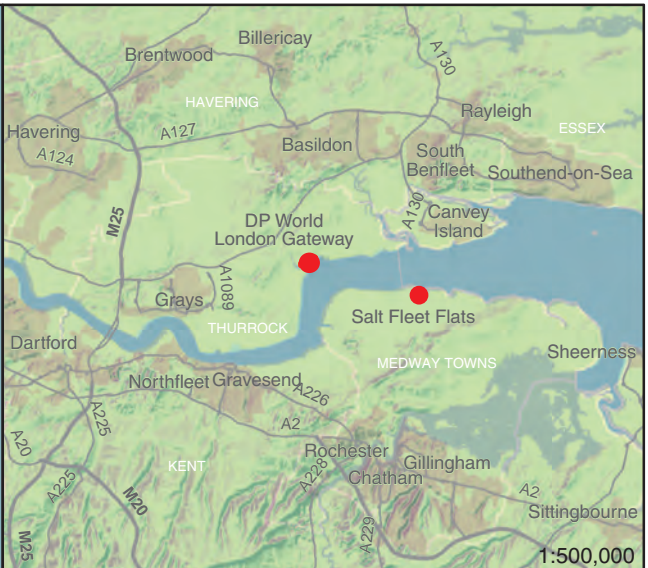 Billericay
A130
Brentwood
HAVERING
Rayleigh
ESSEX
Havering
A127
Basildon
A124
South
Benfleet
Southend-on-Sea
M25
A130
Canvey
Island
DP World
London Gateway
A1089
Grays
Salt Fleet Flats
THURROCK
Dartford
MEDWAY TOWNS
Sheerness
Northfleet
Gravesend
A226
A225
A2
A20
Rochester
KENT
Gillingham
A228
Chatham
A225
M20
A2
Sittingbourne
A229
M25
1:500,000